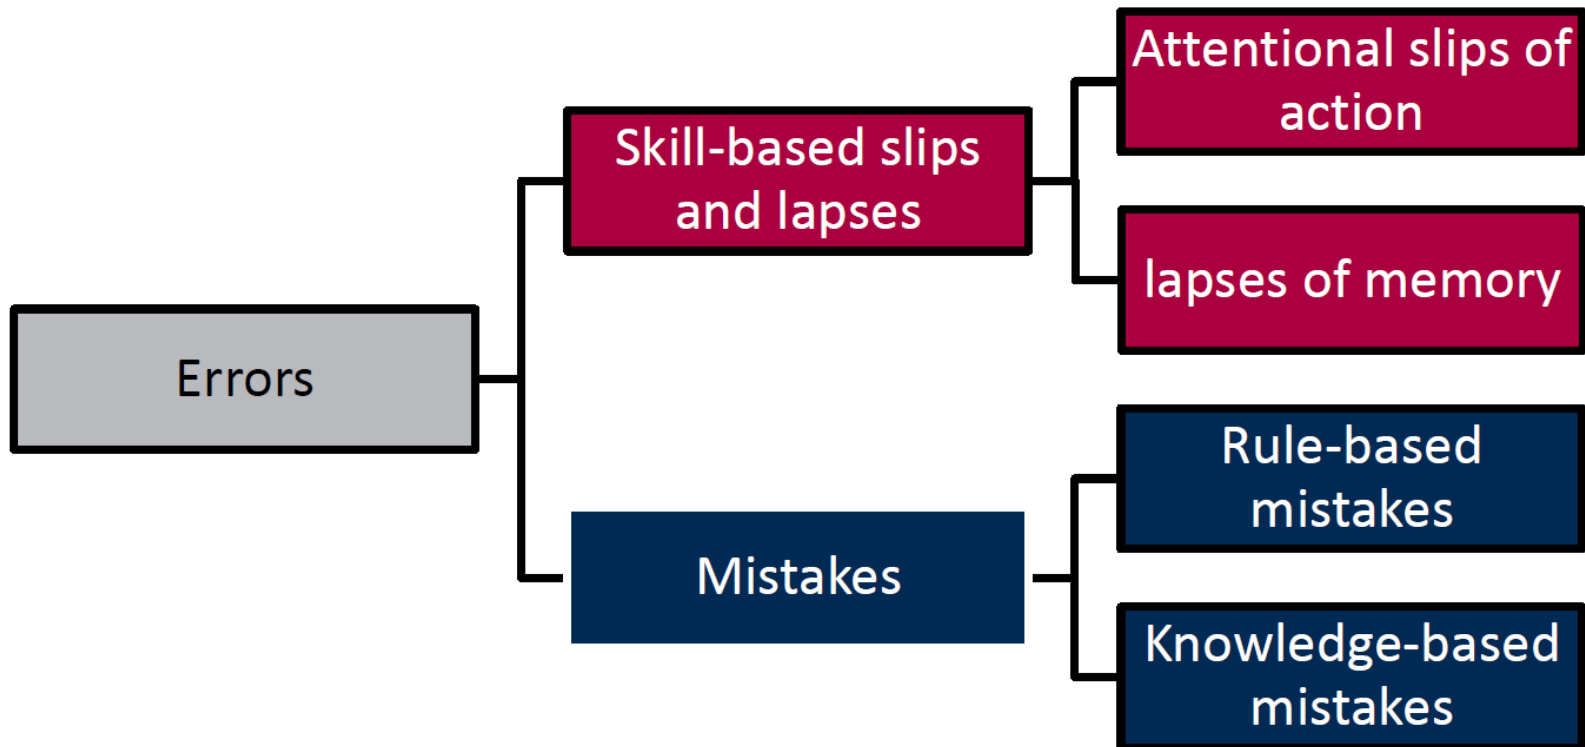 Errors
Skill-based slips
and lapses
Attentional slips of
action
lapses of memory
Mistakes
Rule-based
mistakes
Knowledge-based
mistakes